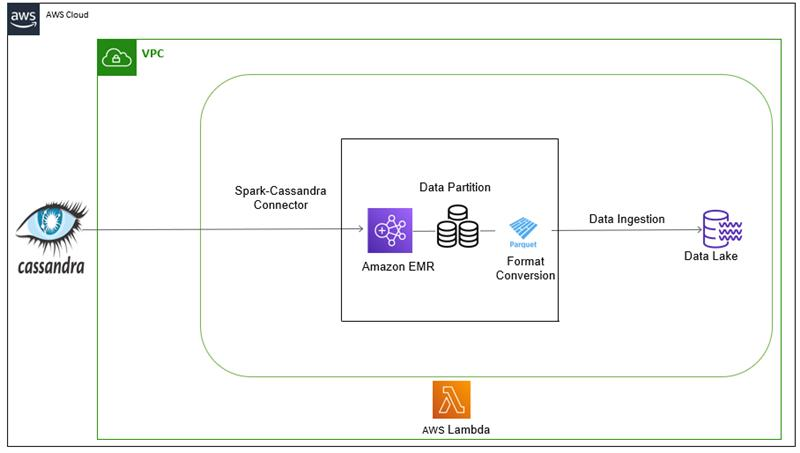 aws
AWS Cloud
VPC
Spark-Cassandra
Connector
Data Partition
Data Ingestion
cassandra
Parquet
Amazon EMR
Format
Conversion
Data Lake
AWS Lambda